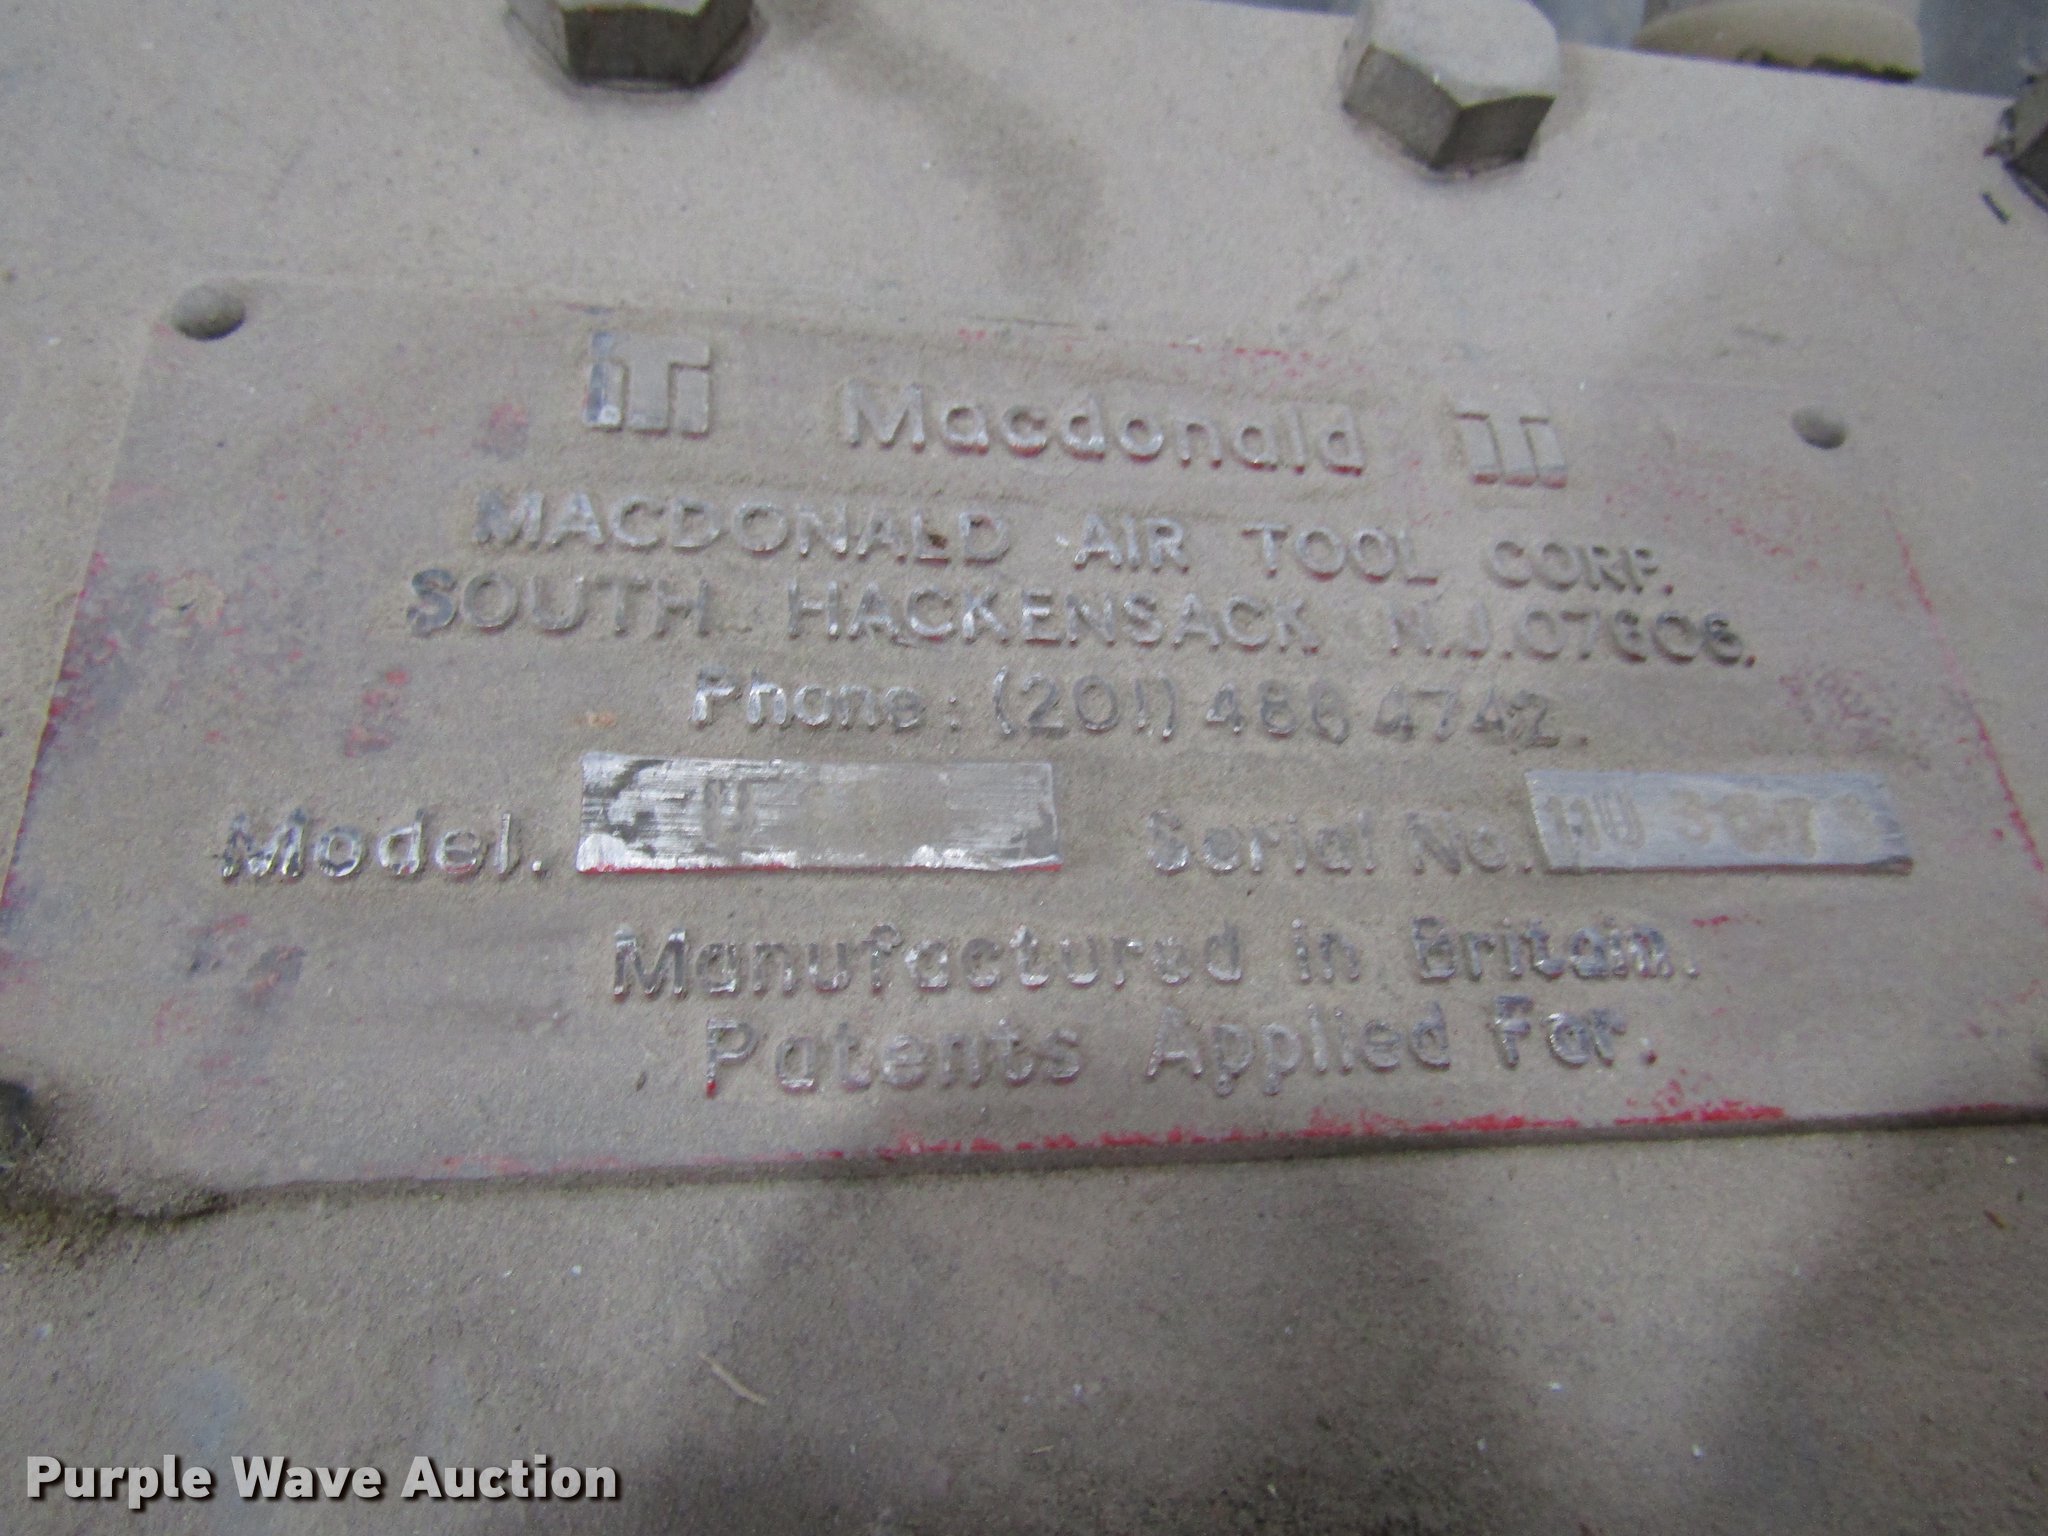 Macdonald
MACDONALD AIR TOOL CORP.
SOUTH HACKENSACK N.J.07606.
Phone: (201) 486 4742.
Model. Serial No.
Manufactured in Britain.
Patents Applied For.
Purple Wave Auction